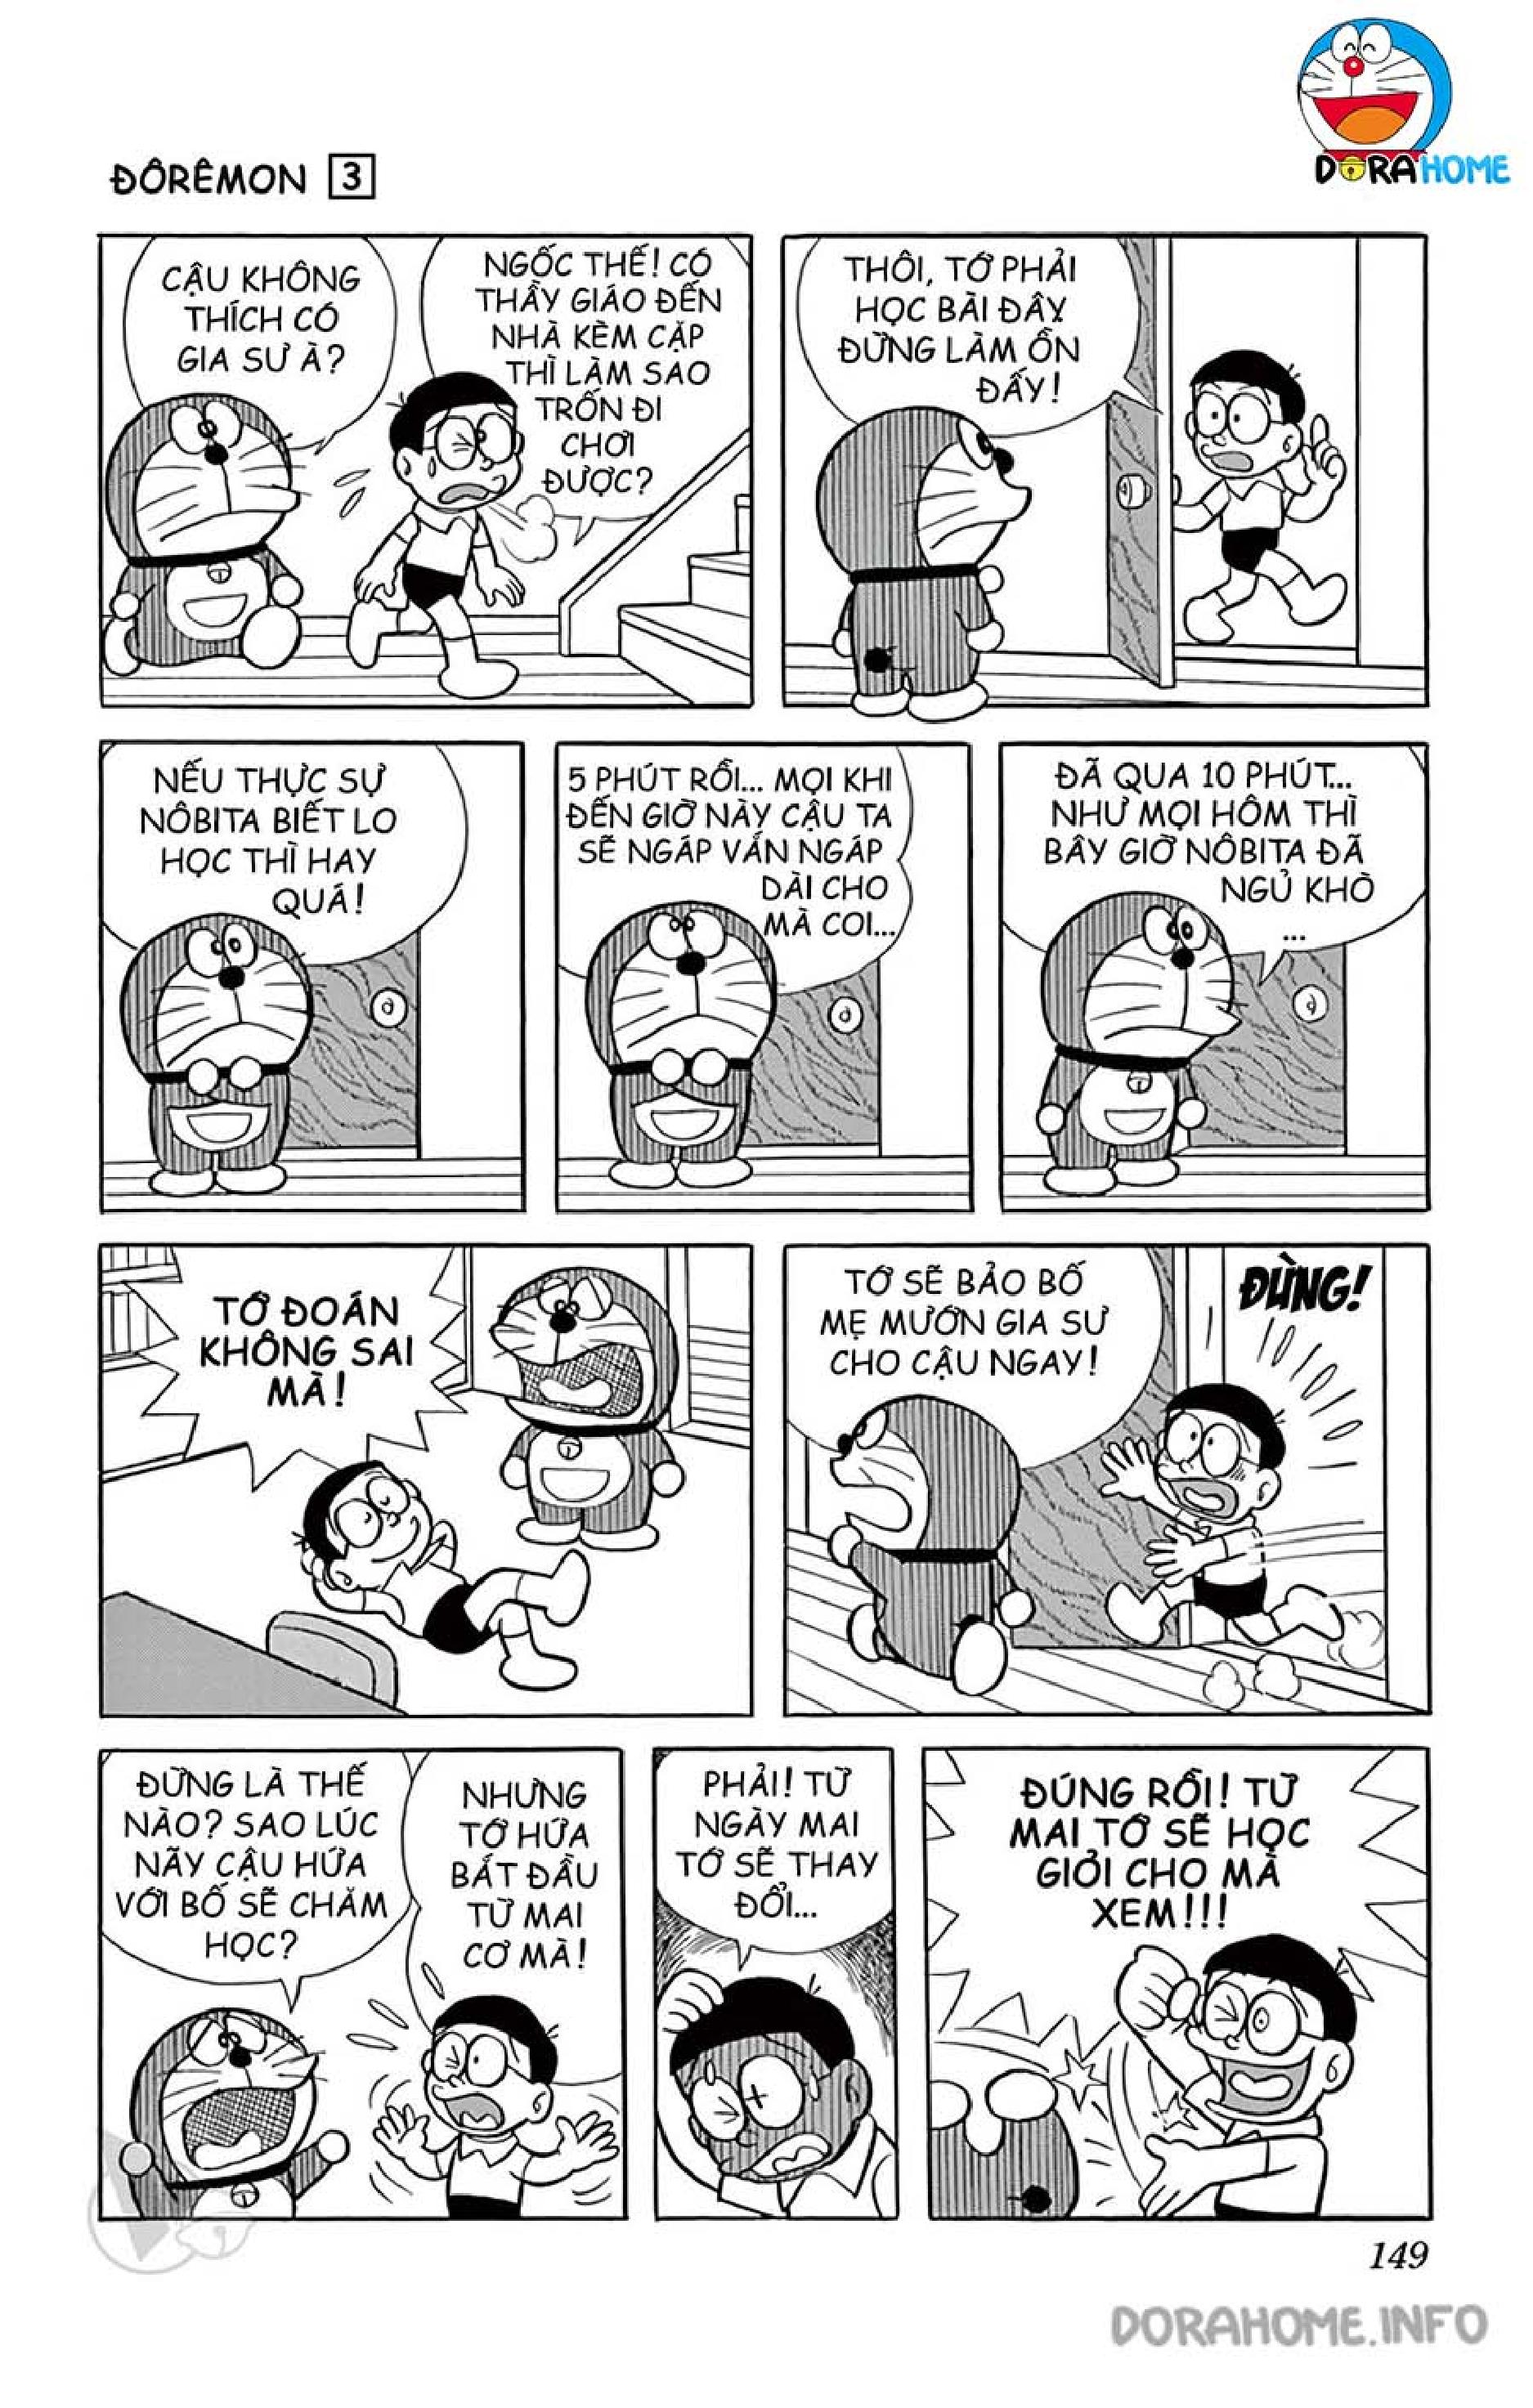 DORAHOME
ĐÔRÊMON 3
CẬU KHÔNG
THÍCH CÓ
GIA SƯ À?
NGỐC THẾ! CÓ
THẦY GIÁO ĐẾN
NHÀ KÈM CẶP
THÌ LÀM SAO
TRỐN ĐI
CHƠI
ĐƯỢC?
THÔI, TỚ PHẢI
HỌC BÀI ĐÂY.
ĐỪNG LÀM ỒN
ĐẤY!
NẾU THỰC SỰ
NÔBITA BIẾT LO
HỌC THÌ HAY
QUÁ!
5 PHÚT RỒI... MỌI KHI
ĐẾN GIỜ NÀY CẬU TA
SẼ NGÁP VẮN NGÁP
DÀI CHO
MÀ COI...
ĐÃ QUA 10 PHÚT...
NHƯ MỌI HÔM THÌ
BÂY GIỜ NÔBITA ĐÃ
NGỦ KHÒ
...
TỚ ĐOÁN
KHÔNG SAI
MÀ!
TỚ SẼ BẢO BỐ
MẸ MƯỚN GIA SƯ
CHO CẬU NGAY!
ĐỪNG!
ĐỪNG LÀ THẾ
NÀO? SAO LÚC
NÃY CẬU HỨA
VỚI BỐ SẼ CHĂM
HỌC?
NHƯNG
TỚ HỨA
BẮT ĐẦU
TỪ MAI
CƠ MÀ!
PHẢI! TỪ
NGÀY MAI
TỚ SẼ THAY
ĐỔI...
ĐÚNG RỒI! TỪ
MAI TỚ SẼ HỌC
GIỎI CHO MÀ
XEM!!!
149
DORAHOME.INFO